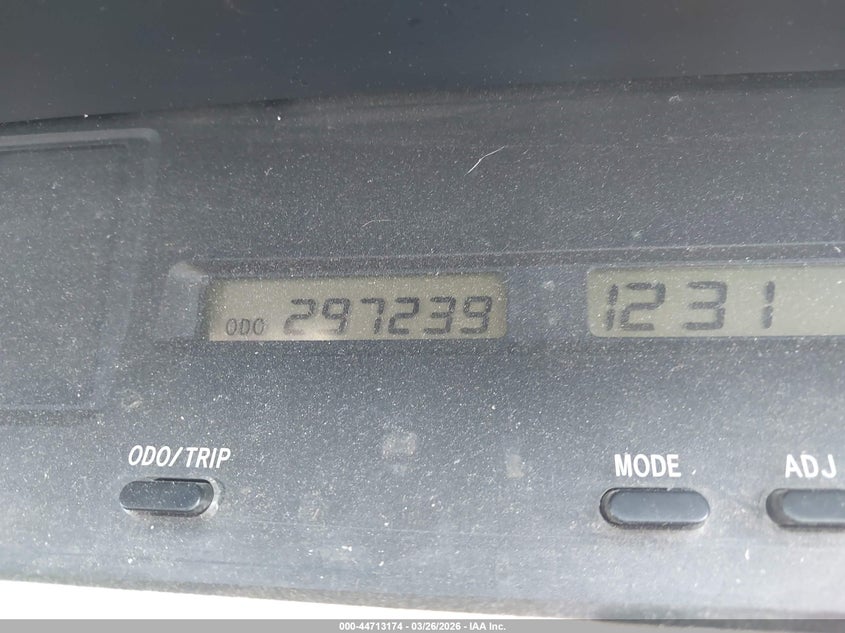 ODO 297239
1231
ODO/TRIP
MODE
ADJ
000-44713174 - 03/26/2026 - IAA Inc.